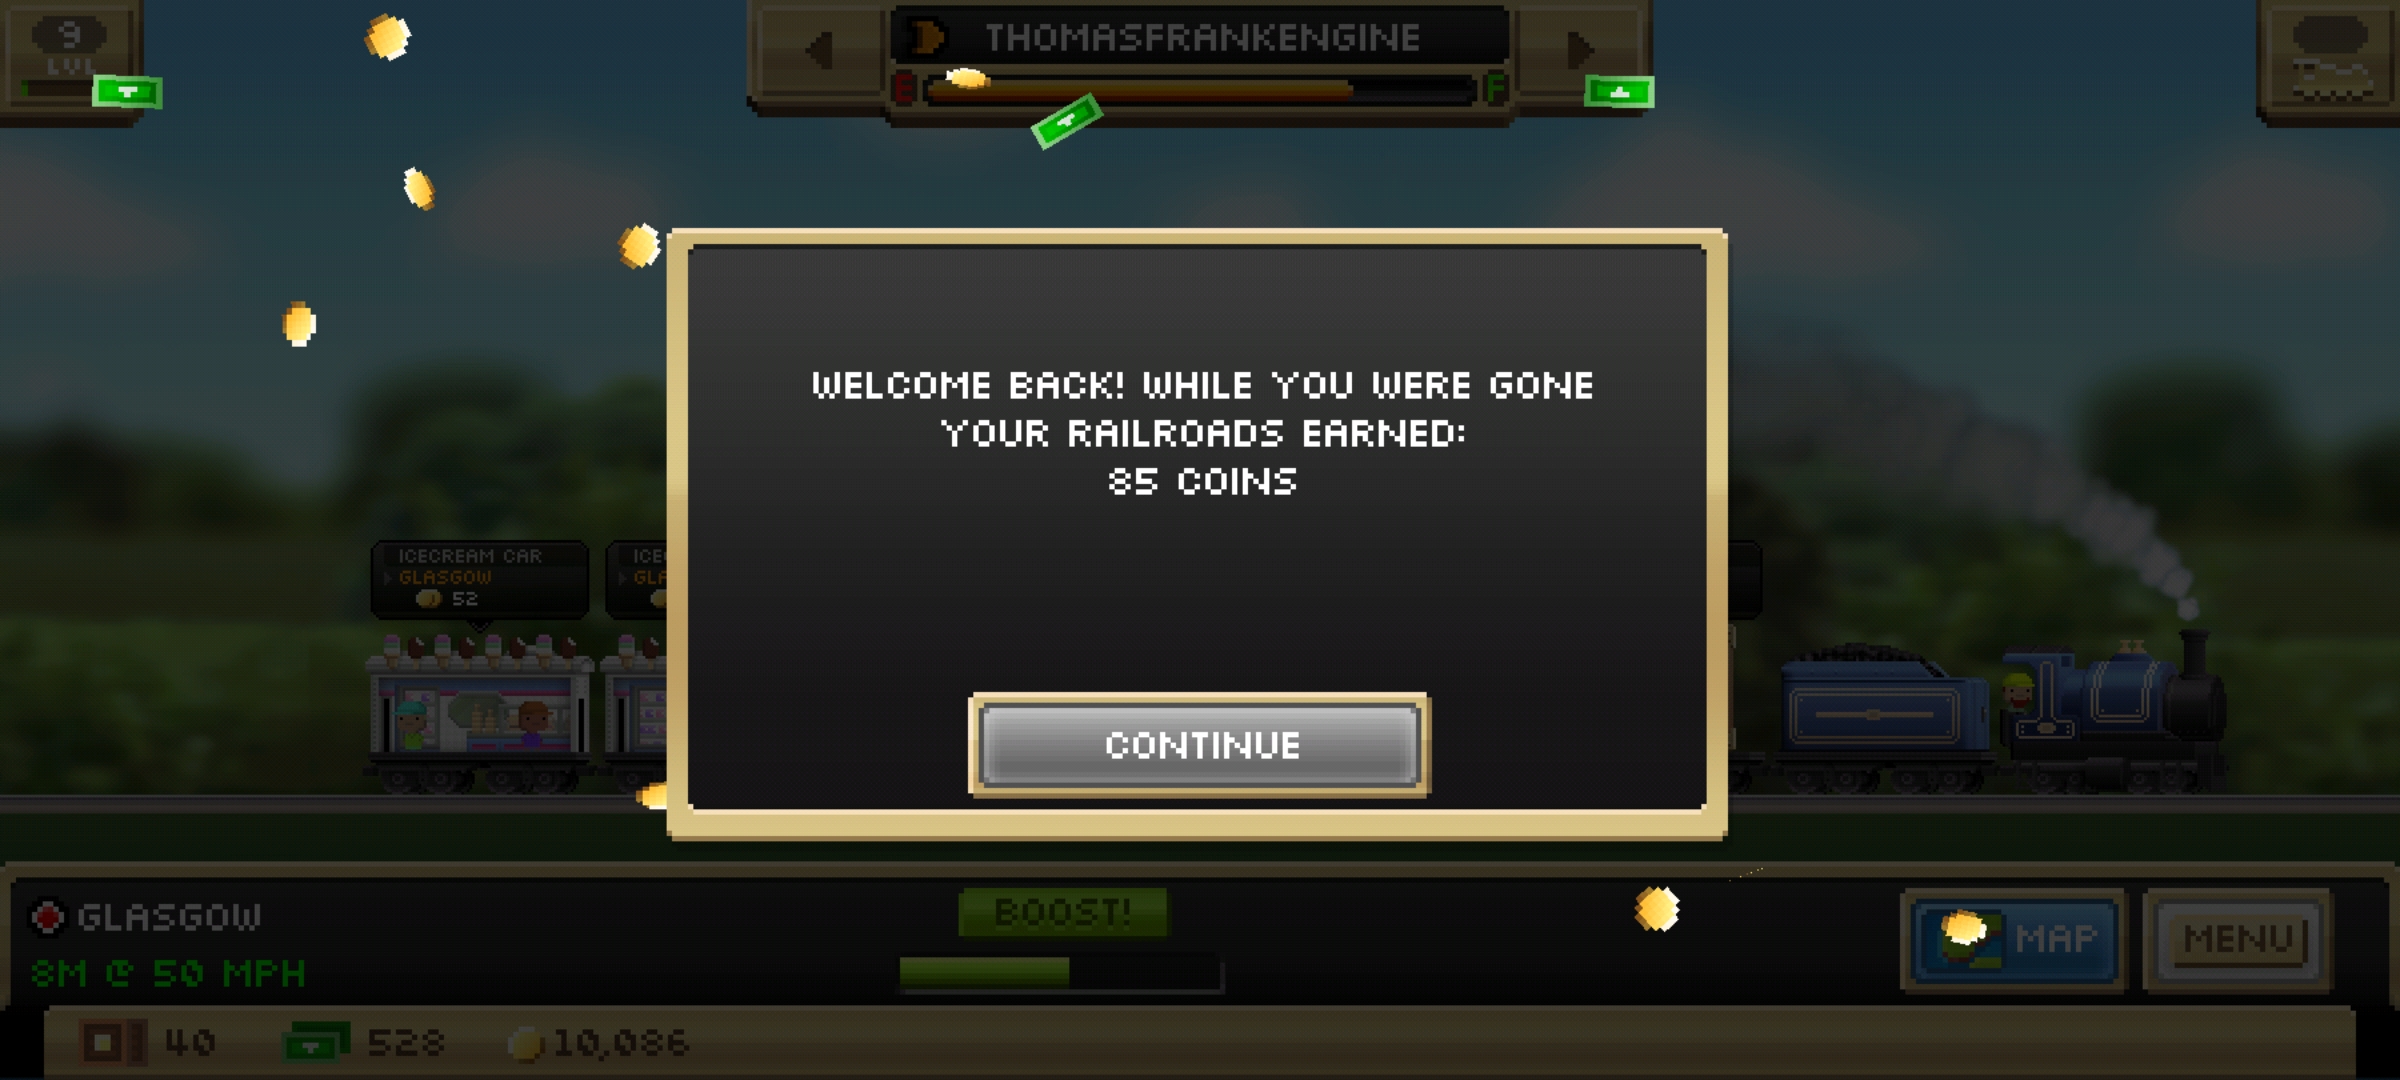 9
LVL
THOMASFRANKENGINE
E
F
WELCOME BACK! WHILE YOU WERE GONE
YOUR RAILROADS EARNED:
85 COINS
ICECREAM CAR
GLASGOW
52
CONTINUE
GLASGOW
8M @ 50 MPH
BOOST!
MAP
MENU
40
528
10,086